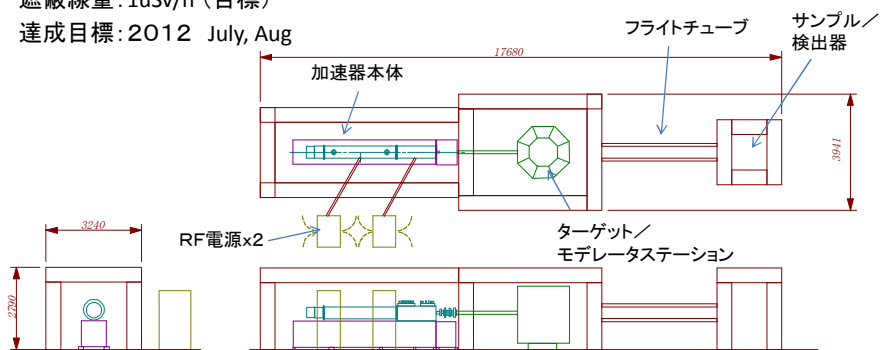 遮蔽線量:1uSv/h(目標)
達成目標:2012 July, Aug
加速器本体
17680
フライトチューブ
サンプル/
検出器
3941
RF電源x2
ターゲット/
モデレータステーション
3240
2790